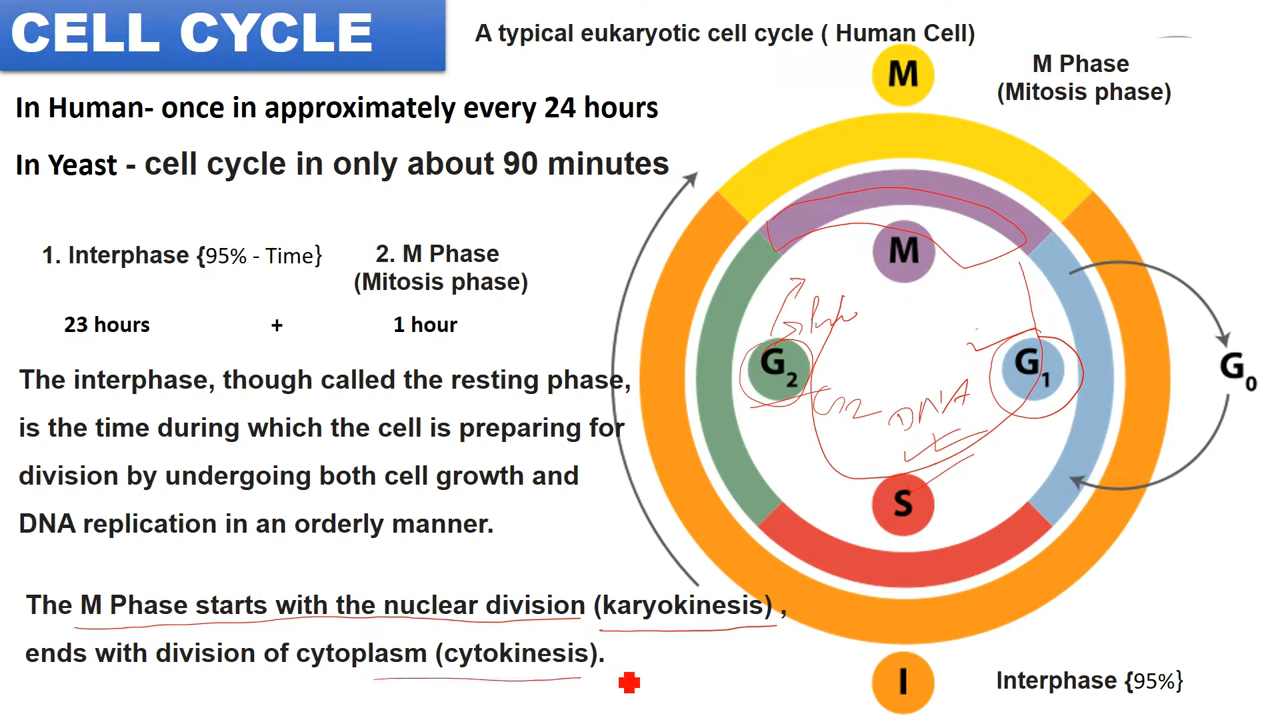 CELL CYCLE
A typical eukaryotic cell cycle ( Human Cell)
M
M Phase
(Mitosis phase)
In Human- once in approximately every 24 hours
In Yeast - cell cycle in only about 90 minutes
1. Interphase {95% - Time}
2. M Phase
(Mitosis phase)
23 hours + 1 hour
M
G2
G1
G0
DNA
S
The interphase, though called the resting phase,
is the time during which the cell is preparing for
division by undergoing both cell growth and
DNA replication in an orderly manner.
The M Phase starts with the nuclear division (karyokinesis) ,
ends with division of cytoplasm (cytokinesis).
I
Interphase {95%}